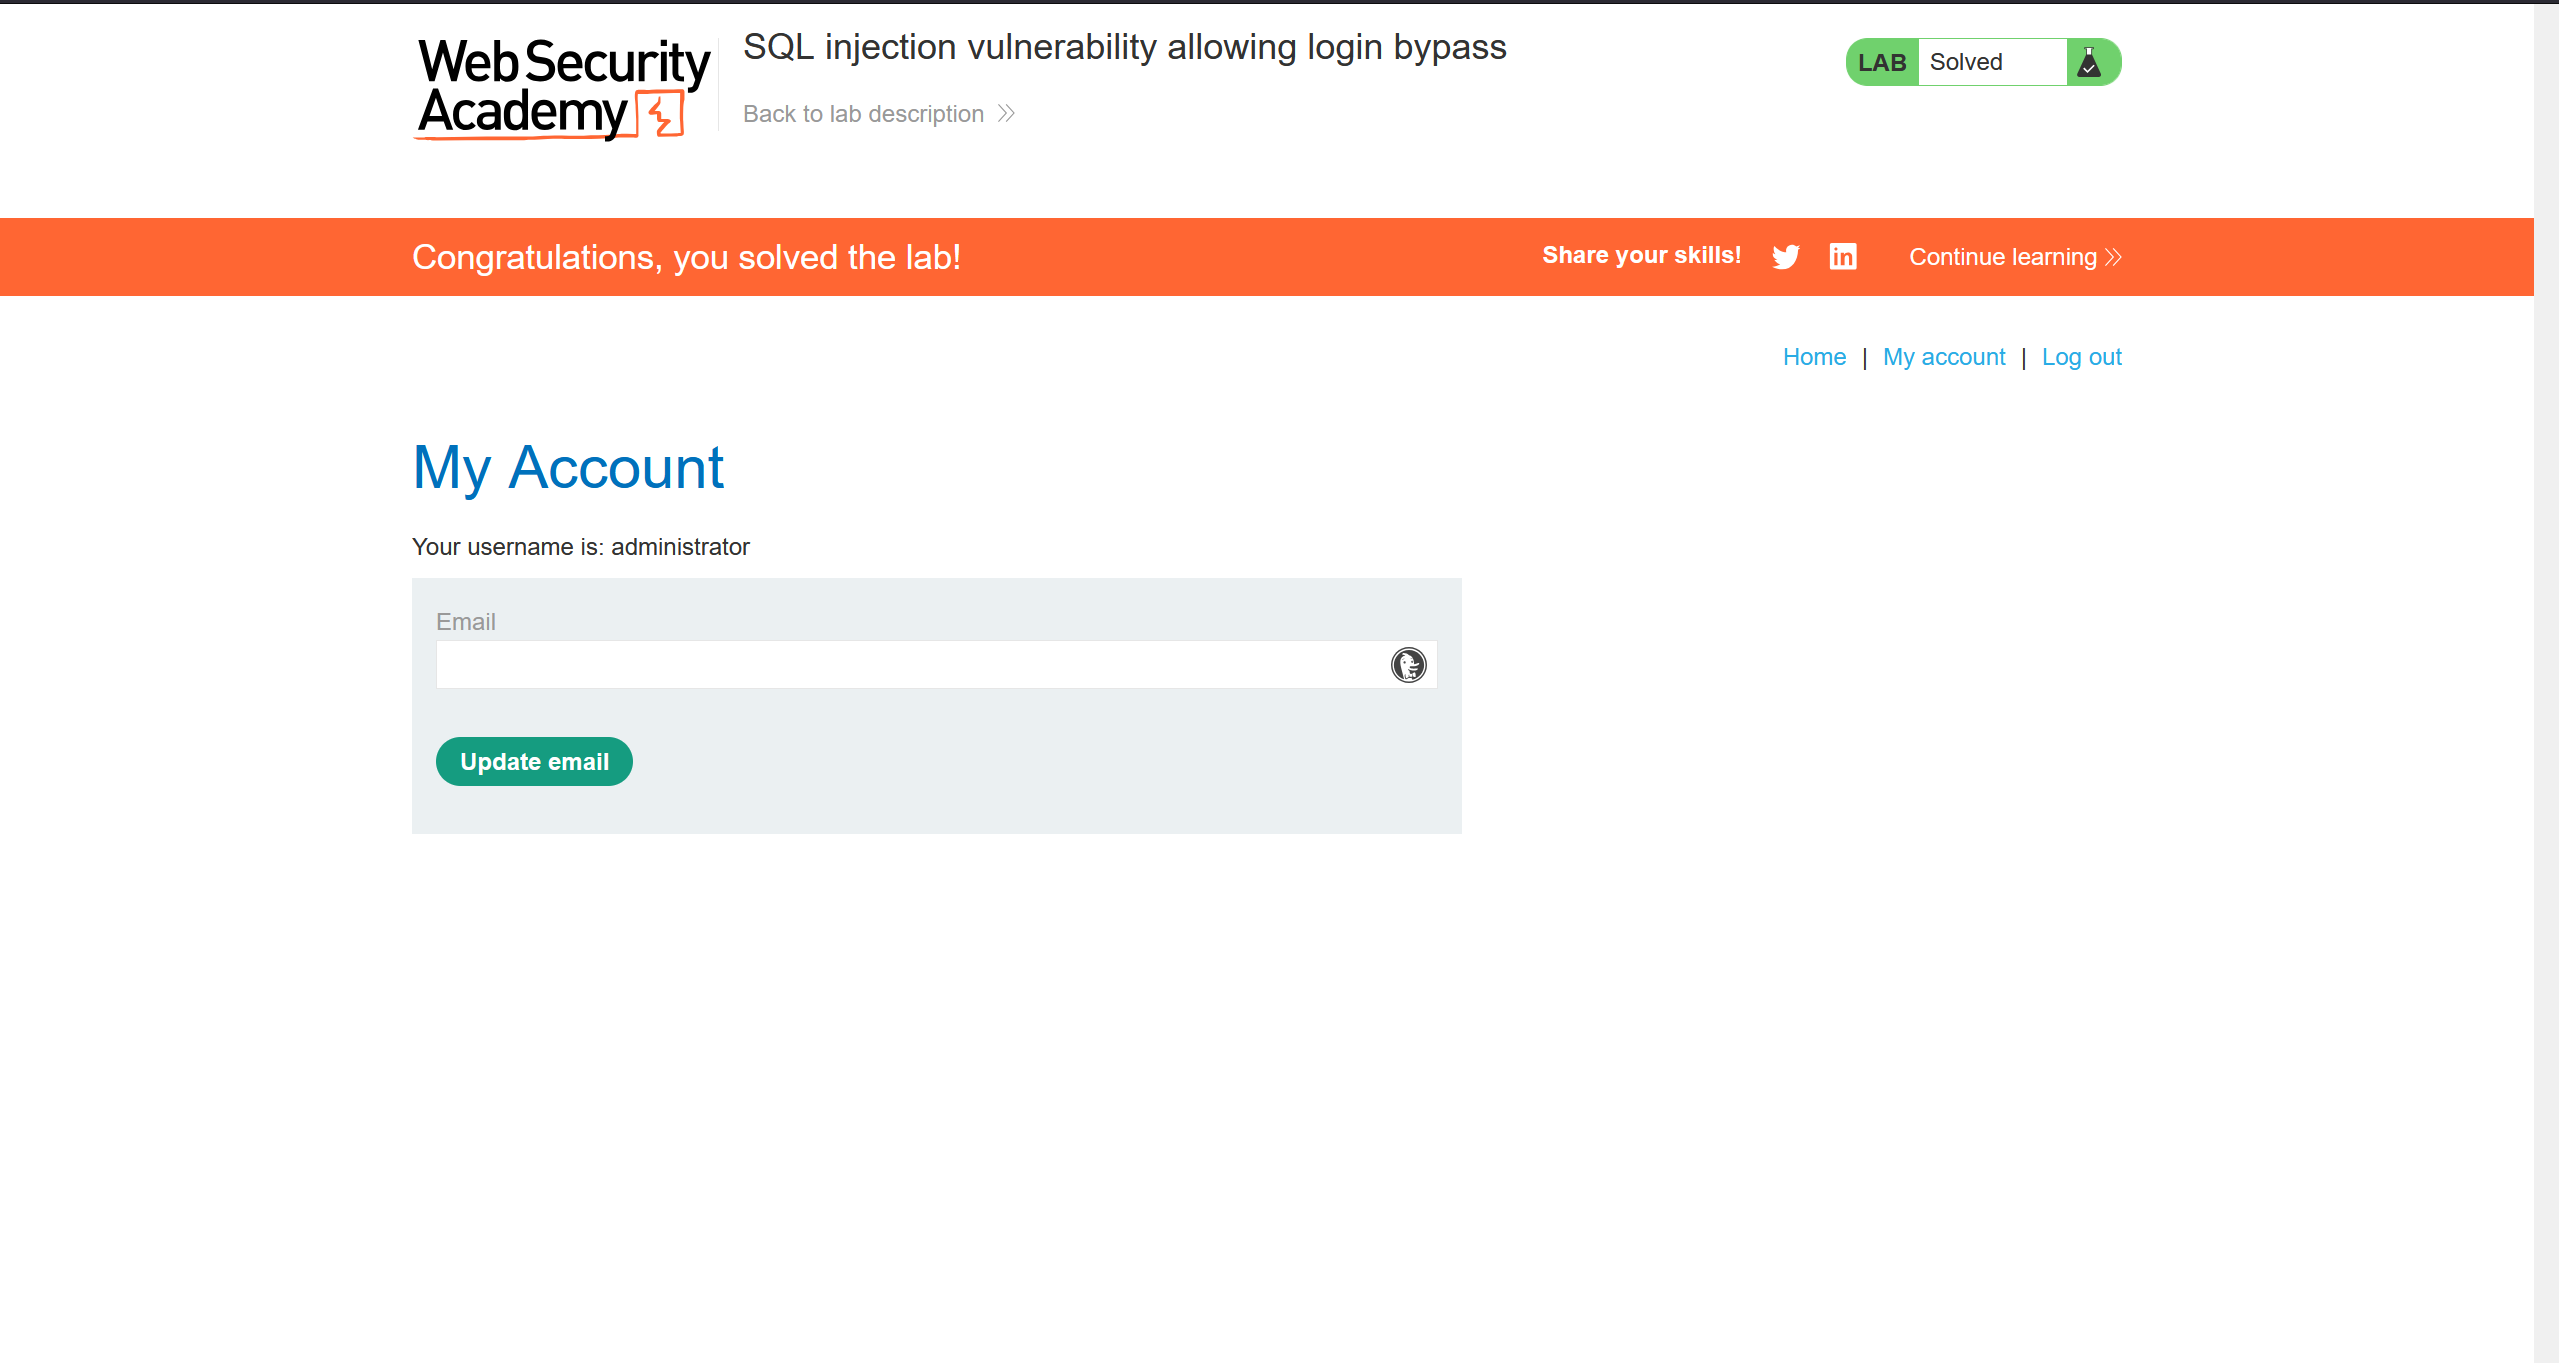 Web Security
Academy
SQL injection vulnerability allowing login bypass
Back to lab description
LAB Solved
Congratulations, you solved the lab!
Share your skills!
Continue learning
Home | My account | Log out
My Account
Your username is: administrator
Email
Update email